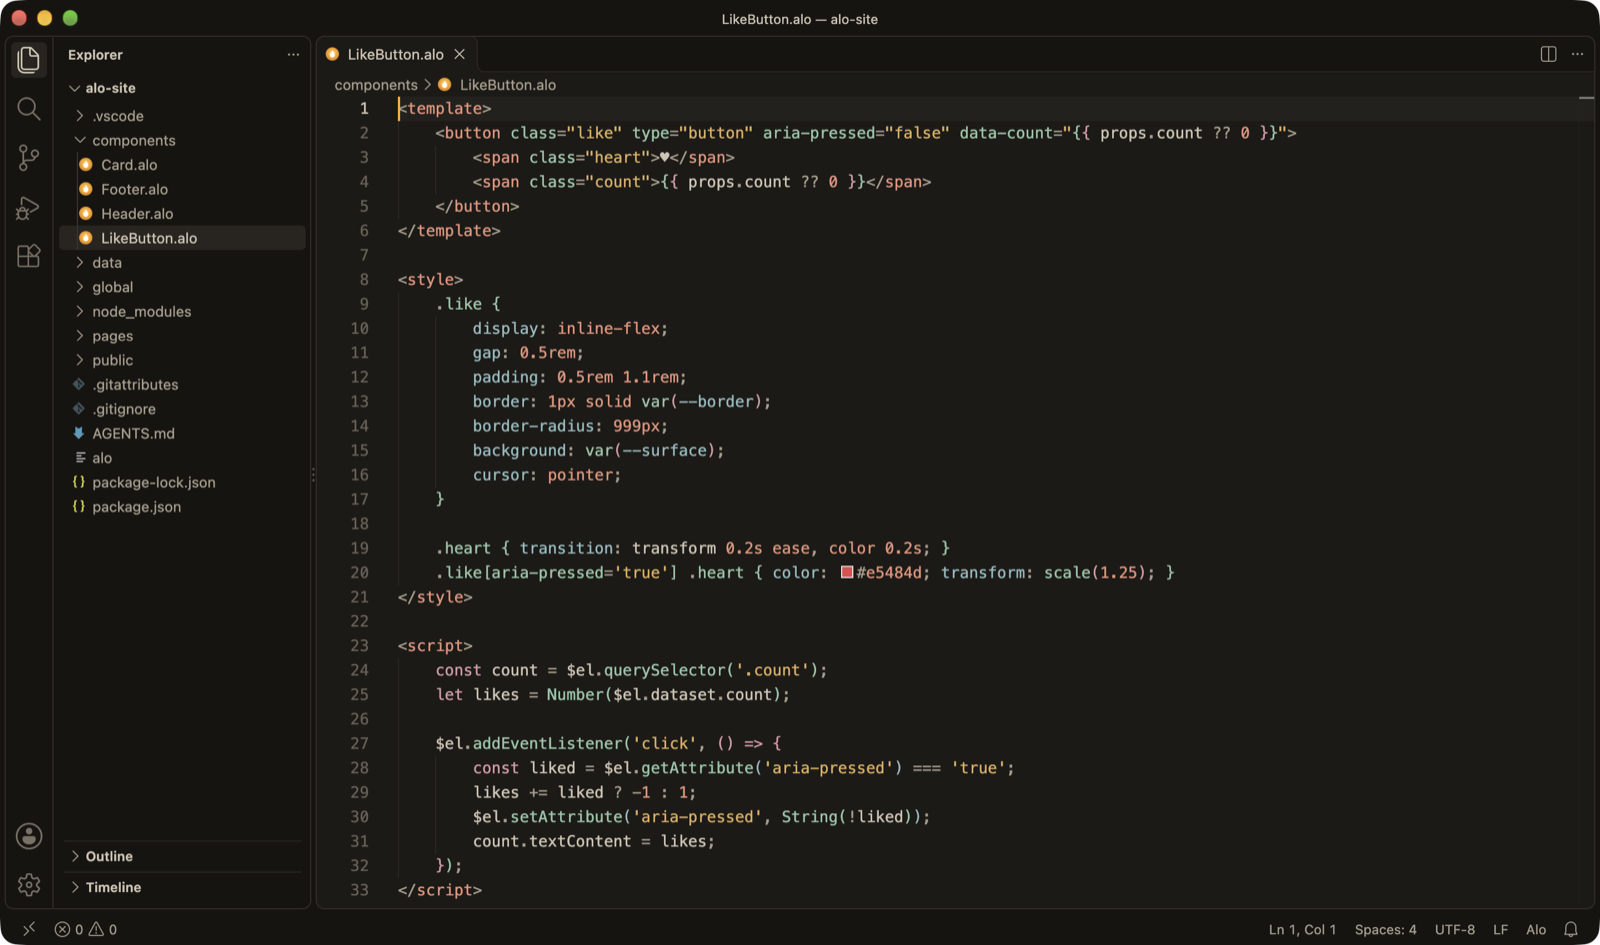 LikeButton.alo — alo-site
Explorer
alo-site
.vscode
components
Card.alo
Footer.alo
Header.alo
LikeButton.alo
data
global
node_modules
pages
public
.gitattributes
.gitignore
AGENTS.md
alo
{} package-lock.json
{} package.json
Outline
Timeline
LikeButton.alo
components > LikeButton.alo
1 <template>
2     <button class="like" type="button" aria-pressed="false" data-count="{{ props.count ?? 0 }}">
3         <span class="heart">♥</span>
4         <span class="count">{{ props.count ?? 0 }}</span>
5     </button>
6 </template>
7
8 <style>
9     .like {
10         display: inline-flex;
11         gap: 0.5rem;
12         padding: 0.5rem 1.1rem;
13         border: 1px solid var(--border);
14         border-radius: 999px;
15         background: var(--surface);
16         cursor: pointer;
17     }
18
19     .heart { transition: transform 0.2s ease, color 0.2s; }
20     .like[aria-pressed='true'] .heart { color: #e5484d; transform: scale(1.25); }
21 </style>
22
23 <script>
24     const count = $el.querySelector('.count');
25     let likes = Number($el.dataset.count);
26
27     $el.addEventListener('click', () => {
28         const liked = $el.getAttribute('aria-pressed') === 'true';
29         likes += liked ? -1 : 1;
30         $el.setAttribute('aria-pressed', String(!liked));
31         count.textContent = likes;
32     });
33 </script>
0 0
Ln 1, Col 1 Spaces: 4 UTF-8 LF Alo